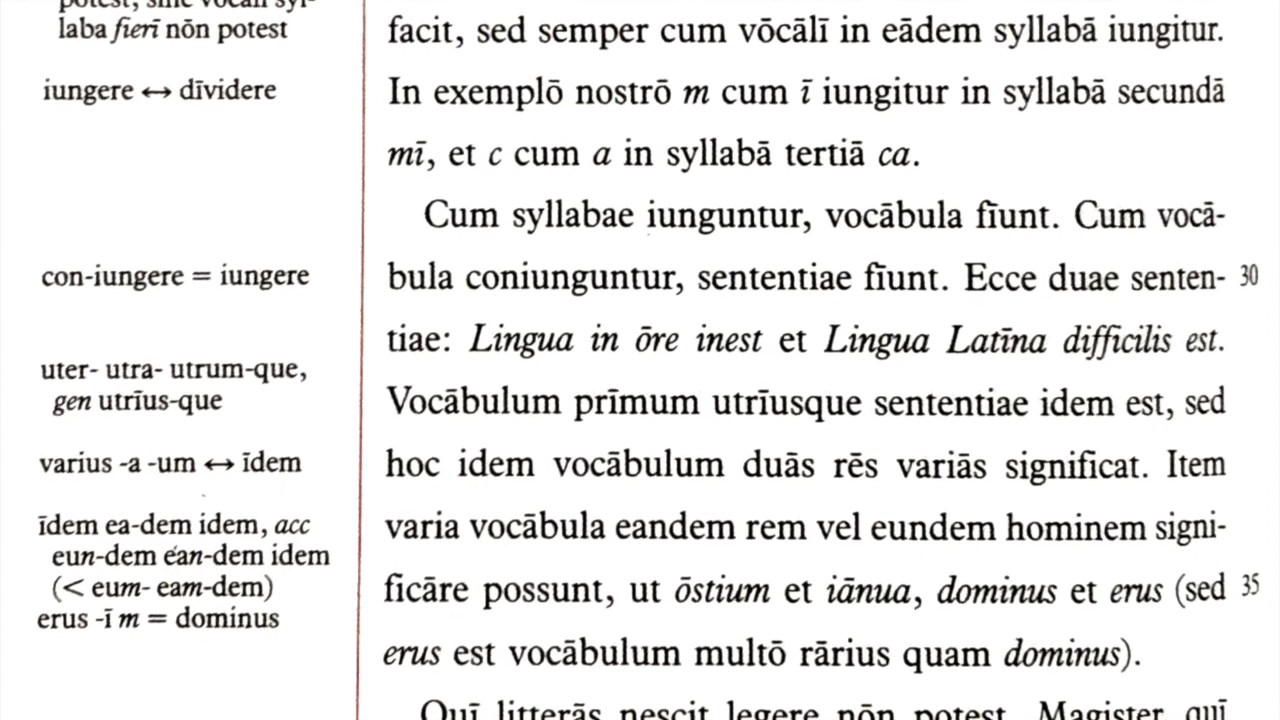 laba fierī nōn potest
iungere ↔ dīvidere
con-iungere = iungere
uter- utra- utrum-que,
gen utrīus-que
varius -a -um ↔ īdem
īdem ea-dem idem, acc
eun-dem ean-dem idem
(< eum- eam-dem)
erus -ī m = dominus
facit, sed semper cum vōcālī in eādem syllabā iungitur.
In exemplō nostrō m cum ī iungitur in syllabā secundā
mī, et c cum a in syllabā tertiā ca.
Cum syllabae iunguntur, vocābula fīunt. Cum vocā-
bula coniunguntur, sententiae fīunt. Ecce duae senten- 30
tiae: Lingua in ōre inest et Lingua Latīna difficilis est.
Vocābulum prīmum utrīusque sententiae idem est, sed
hoc idem vocābulum duās rēs variās significat. Item
varia vocābula eandem rem vel eundem hominem signi-
ficāre possunt, ut ōstium et iānua, dominus et erus (sed 35
erus est vocābulum multō rārius quam dominus).
Quī litterās nescit legere nōn potest. Magister, quī